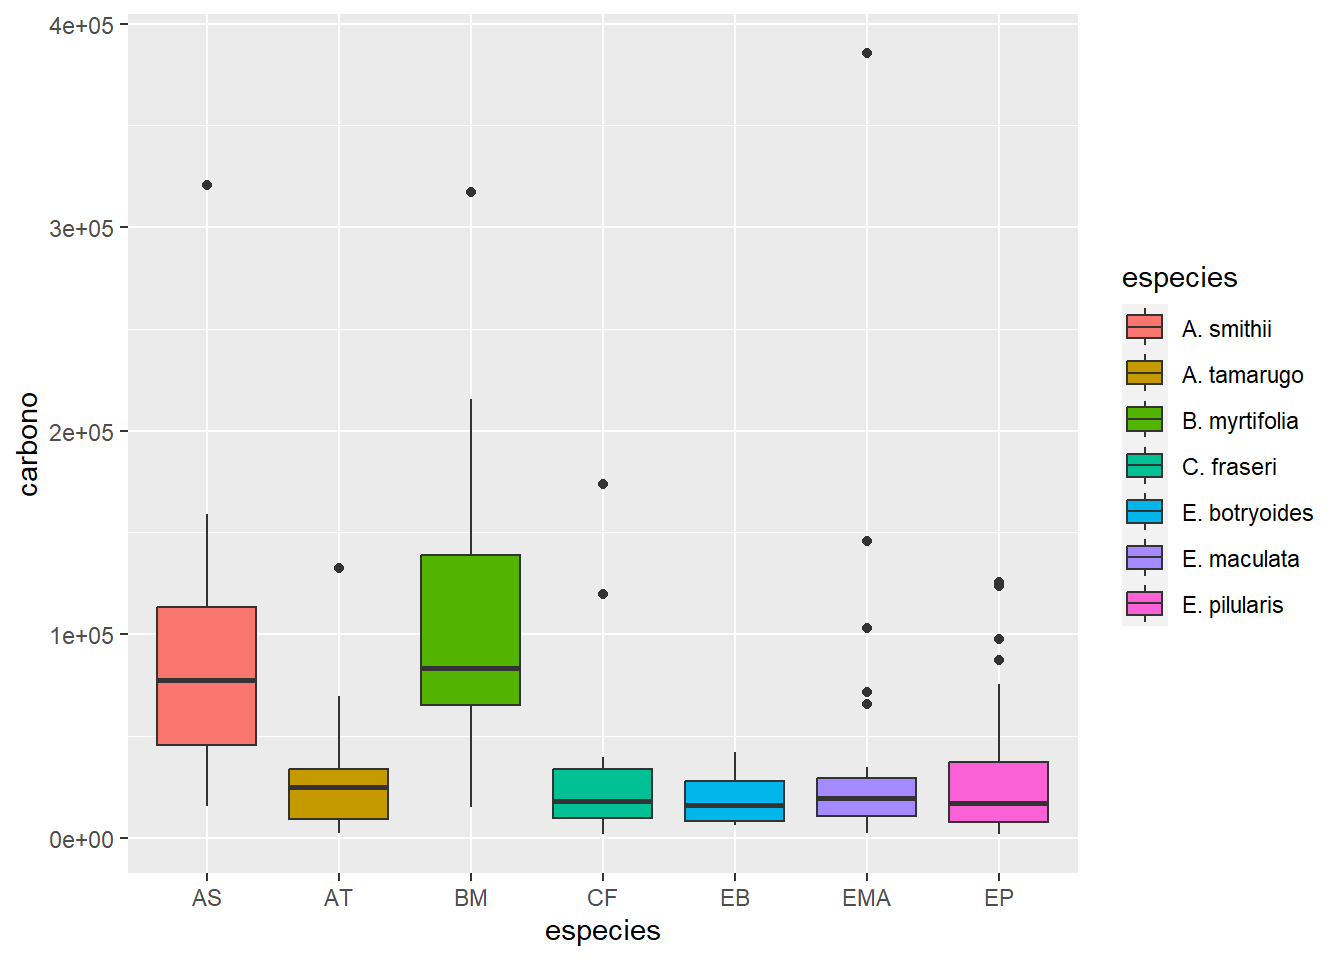 4e+05
3e+05
2e+05
1e+05
0e+00
carbono
AS AT BM CF EB EMA EP
especies
especies
A. smithii
A. tamarugo
B. myrtifolia
C. fraseri
E. botryoides
E. maculata
E. pilularis